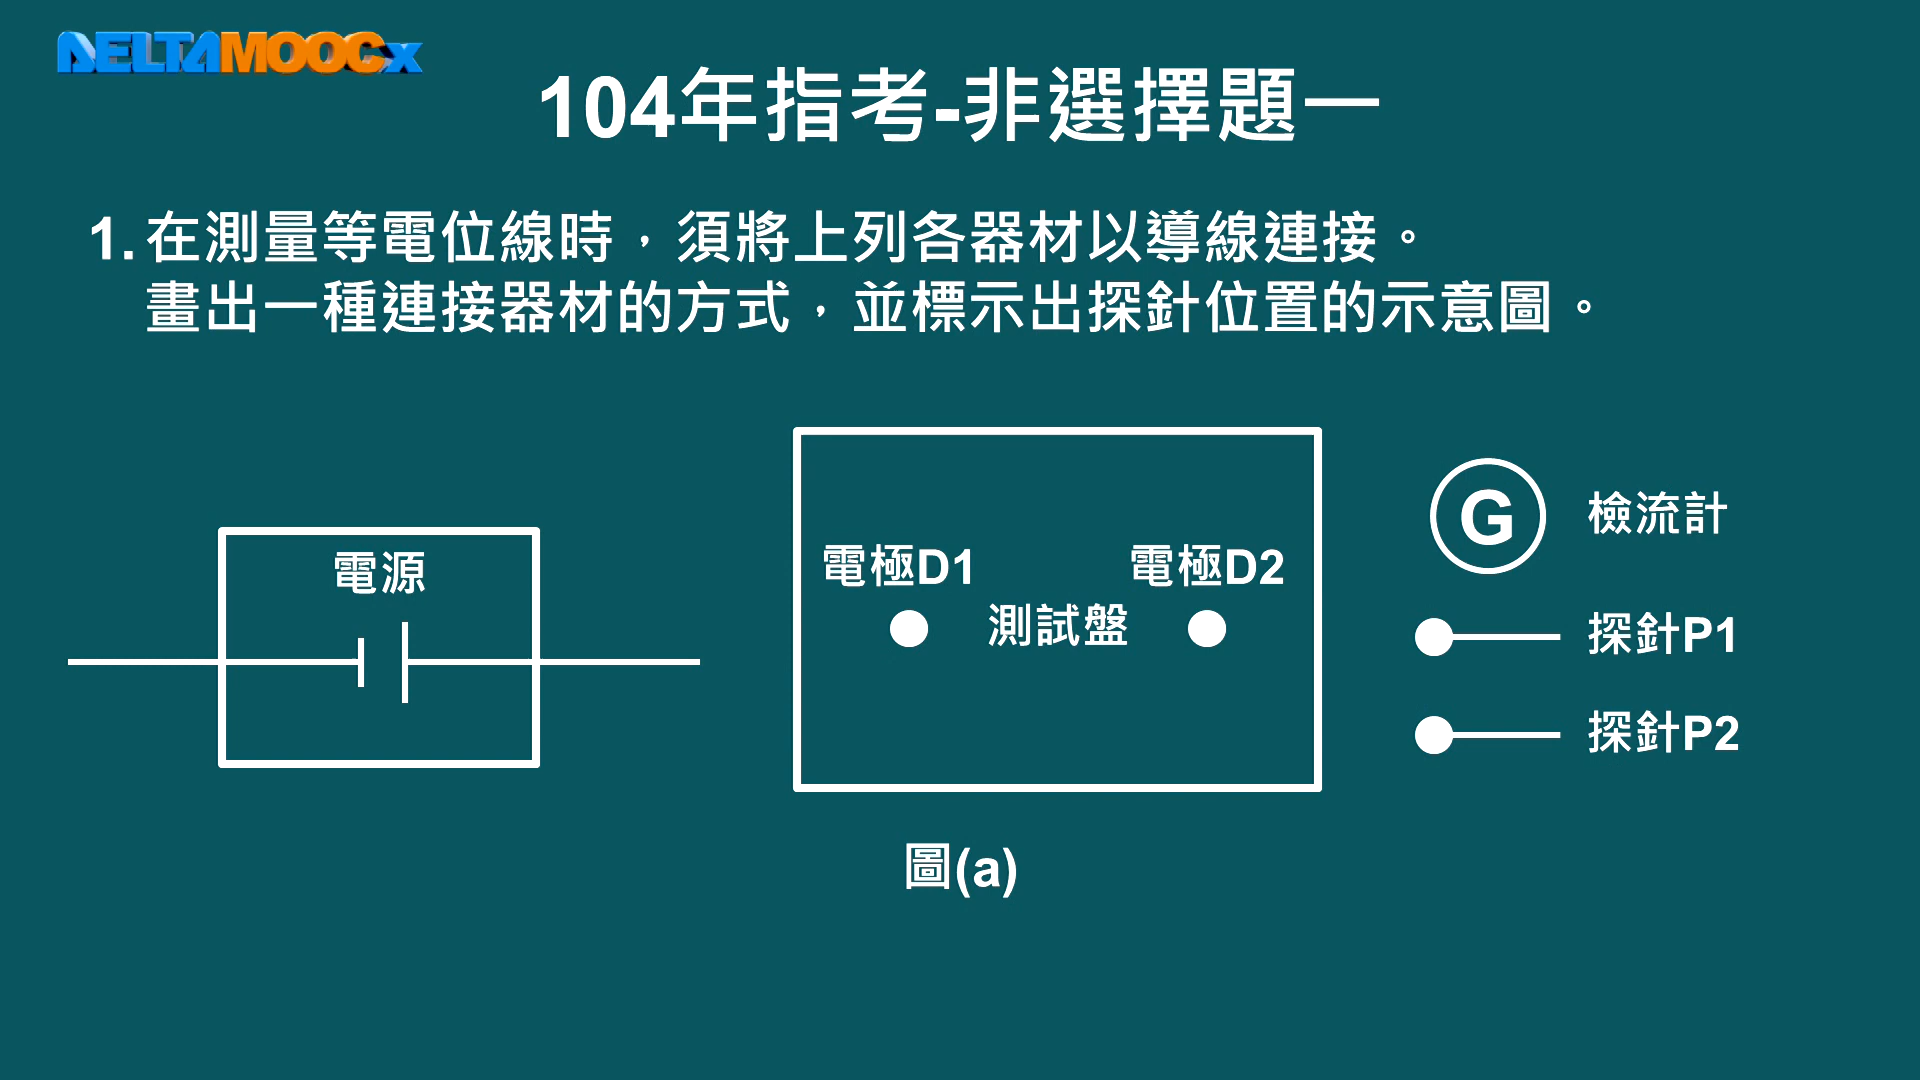 DELTAMOOCx
104年指考-非選擇題一
1. 在測量等電位線時，須將上列各器材以導線連接。
畫出一種連接器材的方式，並標示出探針位置的示意圖。
電源
電極D1
電極D2
測試盤
G
檢流計
探針P1
探針P2
圖(a)